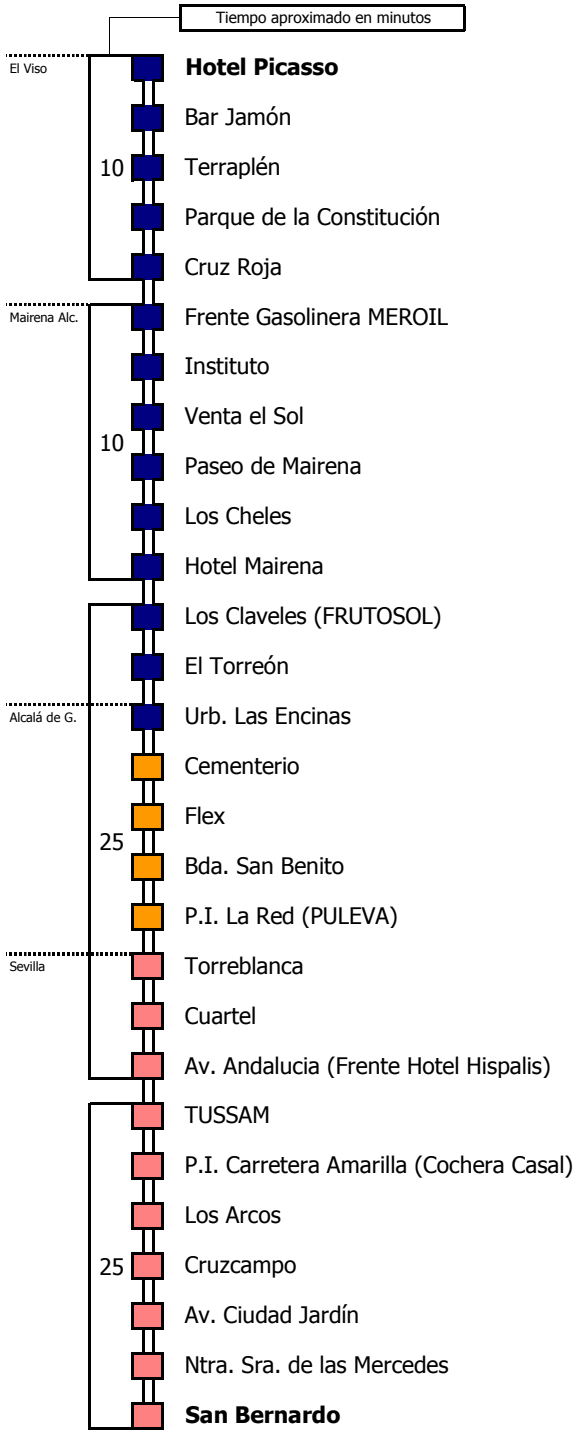 Tiempo aproximado en minutos
El Viso
Hotel Picasso
Bar Jamón
10
Terraplén
Parque de la Constitución
Cruz Roja
Mairena Alc.
Frente Gasolinera MEROIL
Instituto
Venta el Sol
10
Paseo de Mairena
Los Cheles
Hotel Mairena
Los Claveles (FRUTOSOL)
El Torreón
Alcalá de G.
Urb. Las Encinas
Cementerio
Flex
25
Bda. San Benito
P.I. La Red (PULEVA)
Sevilla
Torreblanca
Cuartel
Av. Andalucia (Frente Hotel Hispalis)
TUSSAM
P.I. Carretera Amarilla (Cochera Casal)
Los Arcos
25
Cruzcampo
Av. Ciudad Jardín
Ntra. Sra. de las Mercedes
San Bernardo